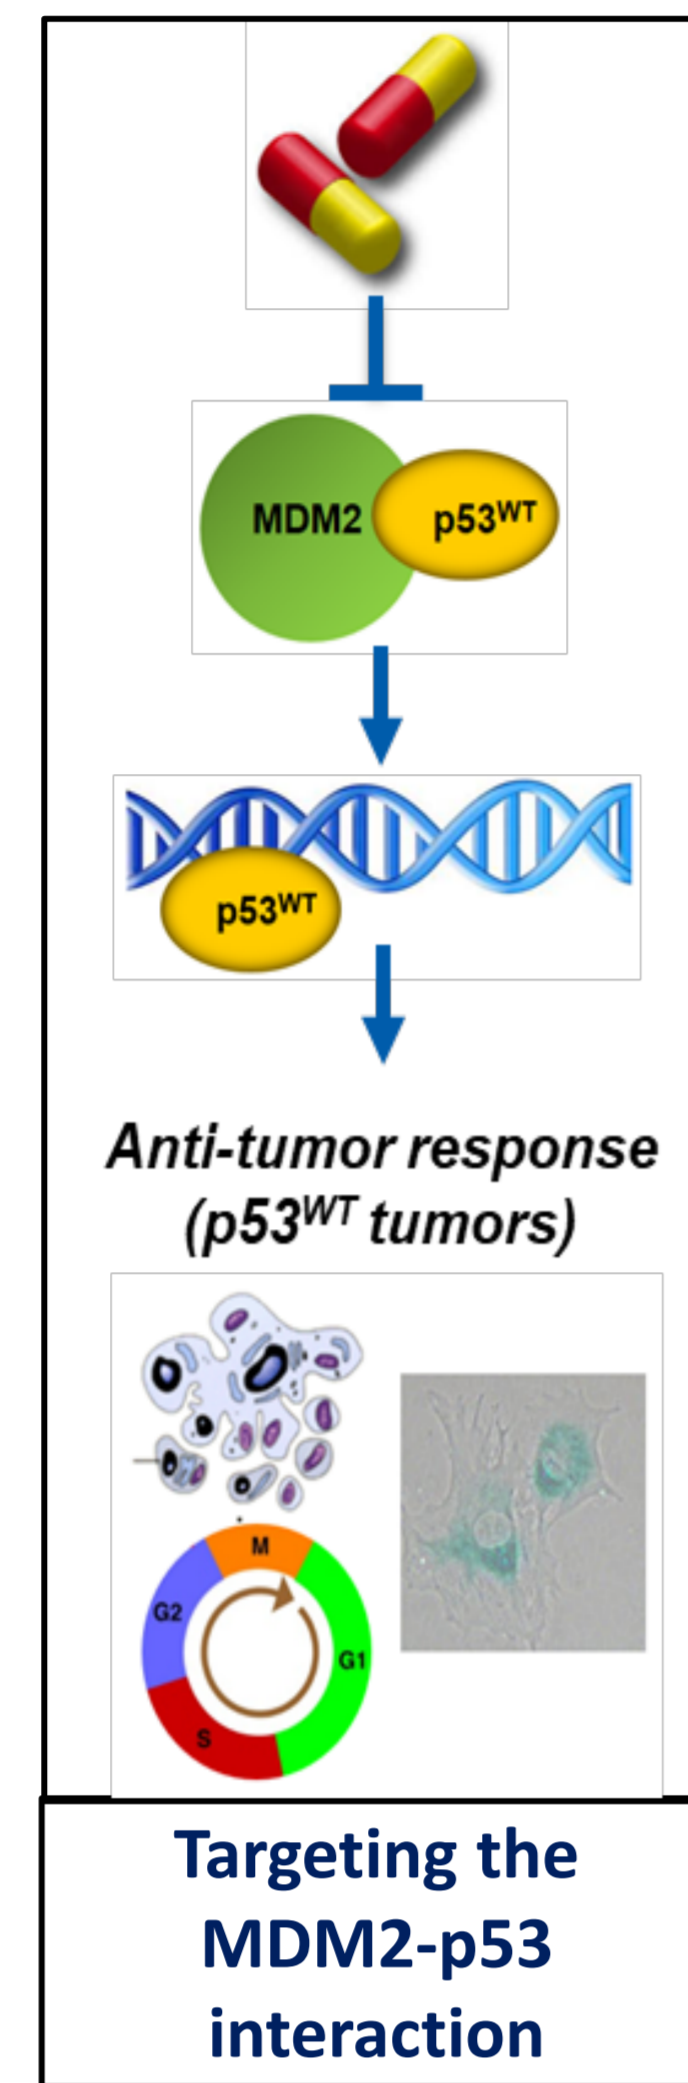 MDM2
p53WT
p53WT
Anti-tumor response
(p53WT tumors)
M
G2
G1
S
Targeting the
MDM2-p53
interaction